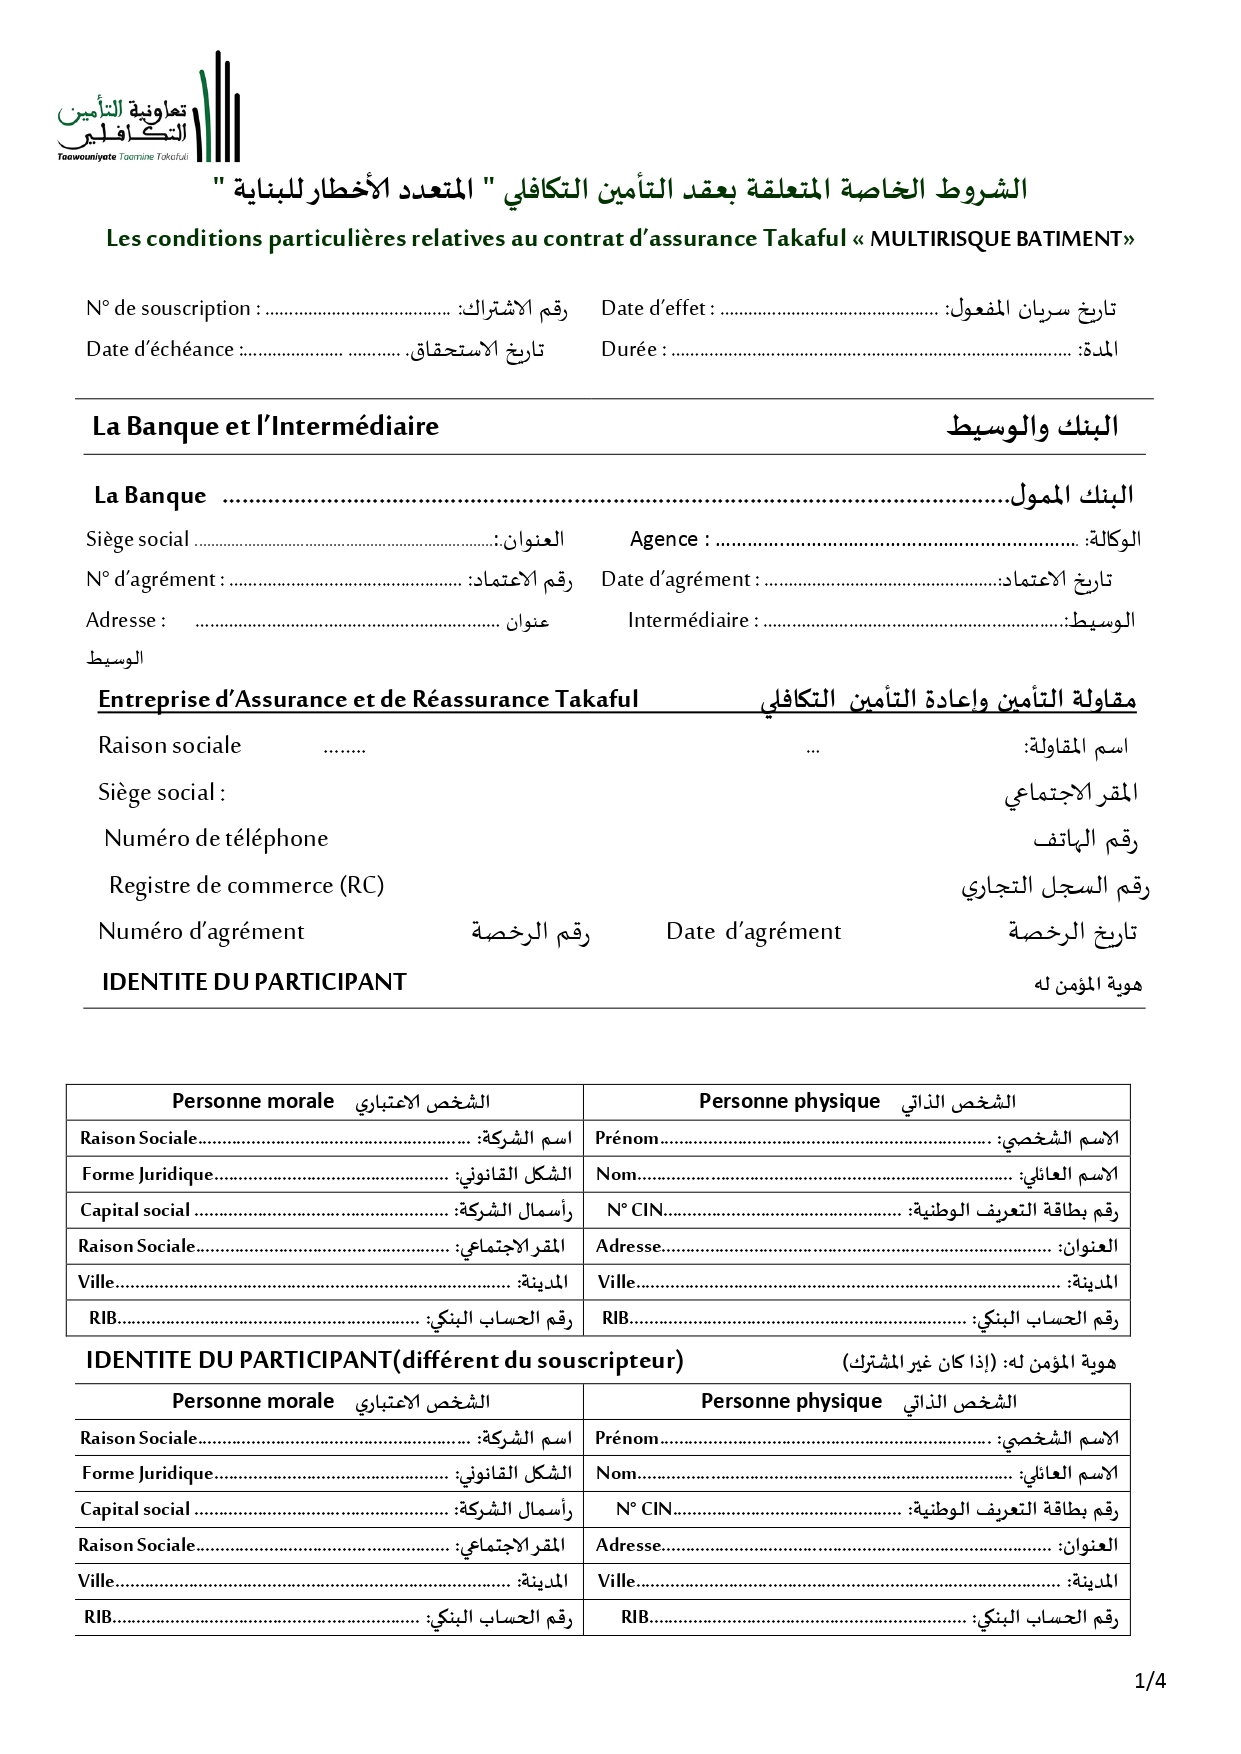 تعاونية التأمين
التكافلي
Taawouniyate Taamine Takafuli
الشروط الخاصة المتعلقة بعقد التأمين التكافلي " المتعدد الأخطار للبناية "
Les conditions particulières relatives au contrat d’assurance Takaful « MULTIRISQUE BATIMENT»
N° de souscription : ....................................... رقم الاشتراك: Date d’effet : .............................................. تاريخ سريان المفعول:
Date d’échéance :..................... ........... تاريخ الاستحقاق. Durée : .................................................................................... المدة:
La Banque et l’Intermédiaire البنك والوسيط
La Banque ........................................................................................................................البنك الممول
Siège social ........................................................................:العنوان Agence : .................................................................... الوكالة:
N° d’agrément : ................................................. رقم الاعتماد: Date d’agrément : .................................................:تاريخ الاعتماد
Adresse : ................................................................ عنوان Intermédiaire : ...............................................................:الوسيط
الوسيط
Entreprise d’Assurance et de Réassurance Takaful مقاولة التأمين وإعادة التأمين التكافلي
Raison sociale ........ ... اسم المقاولة:
Siège social : المقر الاجتماعي
Numéro de téléphone رقم الهاتف
Registre de commerce (RC) رقم السجل التجاري
Numéro d’agrément رقم الرخصة Date d’agrément تاريخ الرخصة
IDENTITE DU PARTICIPANT هوية المؤمن له
Personne morale الشخص الاعتباري Personne physique الشخص الذاتي
Raison Sociale........................................................ اسم الشركة: Prénom.................................................................... الاسم الشخصي:
Forme Juridique................................................ الشكل القانوني: Nom............................................................................. الاسم العائلي:
Capital social .................................................... رأسمال الشركة: N° CIN................................................. رقم بطاقة التعريف الوطنية:
Raison Sociale.................................................... المقر الاجتماعي: Adresse................................................................................ العنوان:
Ville................................................................................. المدينة: Ville....................................................................................... المدينة:
RIB.............................................................. رقم الحساب البنكي: RIB..................................................................... رقم الحساب البنكي:
IDENTITE DU PARTICIPANT(différent du souscripteur) هوية المؤمن له: (إذا كان غير المشترك)
Personne morale الشخص الاعتباري Personne physique الشخص الذاتي
Raison Sociale........................................................ اسم الشركة: Prénom.................................................................... الاسم الشخصي:
Forme Juridique................................................ الشكل القانوني: Nom............................................................................. الاسم العائلي:
Capital social .................................................... رأسمال الشركة: N° CIN............................................... رقم بطاقة التعريف الوطنية:
Raison Sociale.................................................... المقر الاجتماعي: Adresse................................................................................ العنوان:
Ville................................................................................. المدينة: Ville....................................................................................... المدينة:
RIB............................................................... رقم الحساب البنكي: RIB................................................................. رقم الحساب البنكي:
1/4